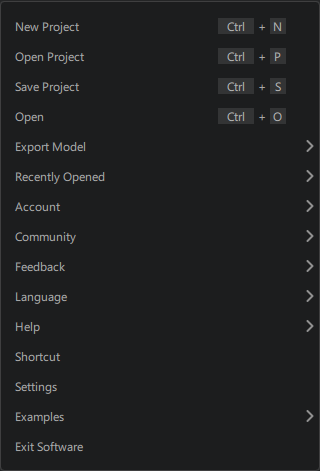 New Project Ctrl + N
Open Project Ctrl + P
Save Project Ctrl + S
Open Ctrl + O
Export Model
Recently Opened
Account
Community
Feedback
Language
Help
Shortcut
Settings
Examples
Exit Software